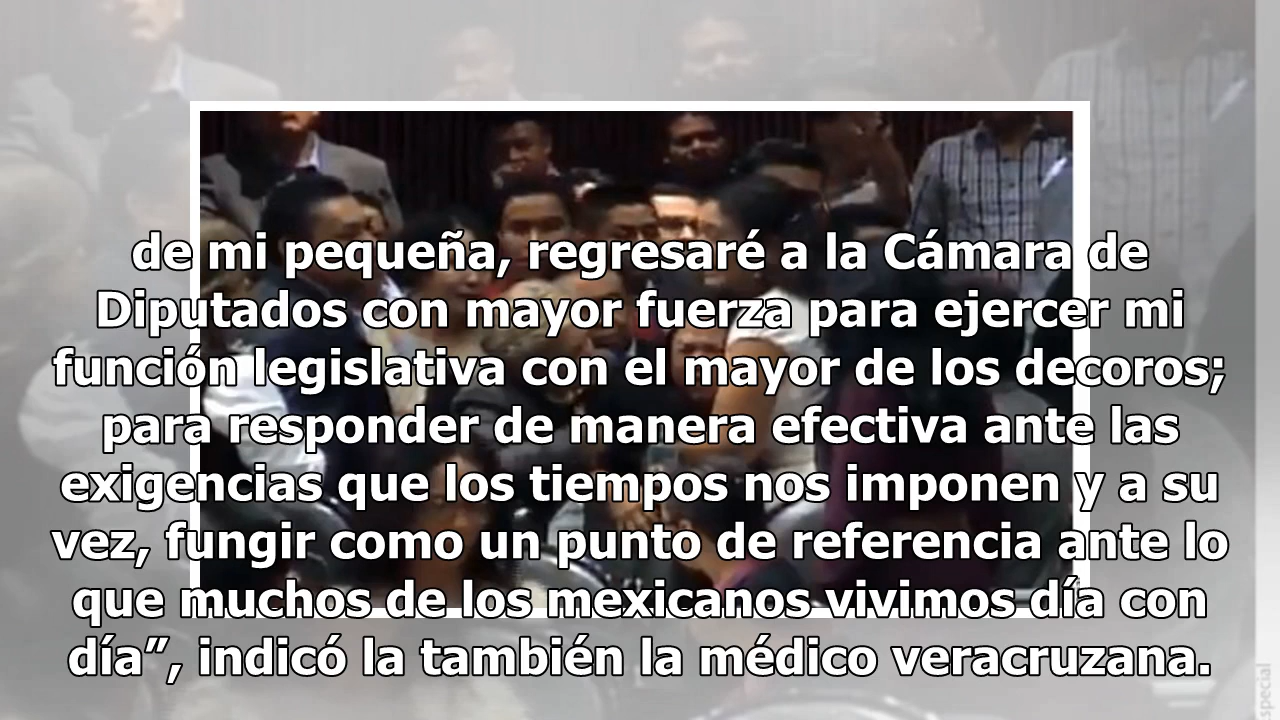 de mi pequeña, regresaré a la Cámara de
Diputados con mayor fuerza para ejercer mi
función legislativa con el mayor de los decoros;
para responder de manera efectiva ante las
exigencias que los tiempos nos imponen y a su
vez, fungir como un punto de referencia ante lo
que muchos de los mexicanos vivimos día con
día”, indicó la también la médico veracruzana.
special